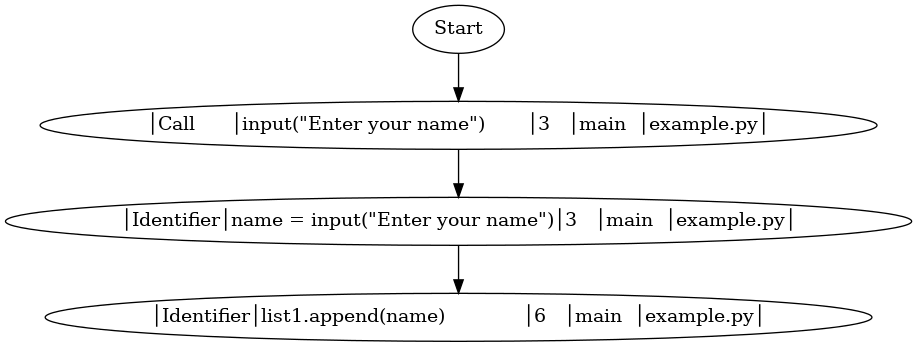 Start
|Call |input("Enter your name") |3 |main |example.py|
|Identifier|name = input("Enter your name")|3 |main |example.py|
|Identifier|list1.append(name) |6 |main |example.py|